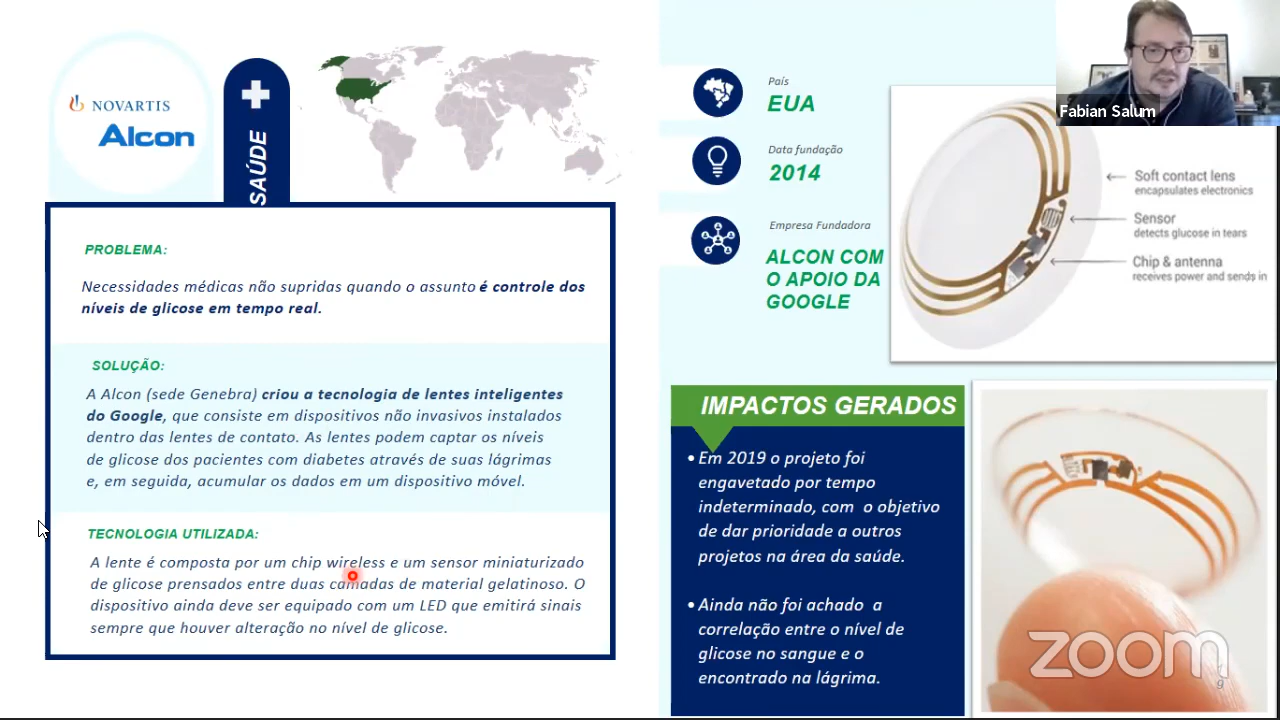 NOVARTIS
Alcon
SAÚDE
PROBLEMA:
Necessidades médicas não supridas quando o assunto é controle dos
níveis de glicose em tempo real.
SOLUÇÃO:
A Alcon (sede Genebra) criou a tecnologia de lentes inteligentes
do Google, que consiste em dispositivos não invasivos instalados
dentro das lentes de contato. As lentes podem captar os níveis
de glicose dos pacientes com diabetes através de suas lágrimas
e, em seguida, acumular os dados em um dispositivo móvel.
TECNOLOGIA UTILIZADA:
A lente é composta por um chip wireless e um sensor miniaturizado
de glicose prensados entre duas camadas de material gelatinoso. O
dispositivo ainda deve ser equipado com um LED que emitirá sinais
sempre que houver alteração no nível de glicose.
País
EUA
Data fundação
2014
Empresa Fundadora
ALCON COM
O APOIO DA
GOOGLE
Fabian Salum
Soft contact lens
encapsulates electronics
Sensor
detects glucose in tears
Chip & antenna
receives power and sends in
IMPACTOS GERADOS
• Em 2019 o projeto foi
engavetado por tempo
indeterminado, com o objetivo
de dar prioridade a outros
projetos na área da saúde.
• Ainda não foi achado a
correlação entre o nível de
glicose no sangue e o
encontrado na lágrima.
zoom